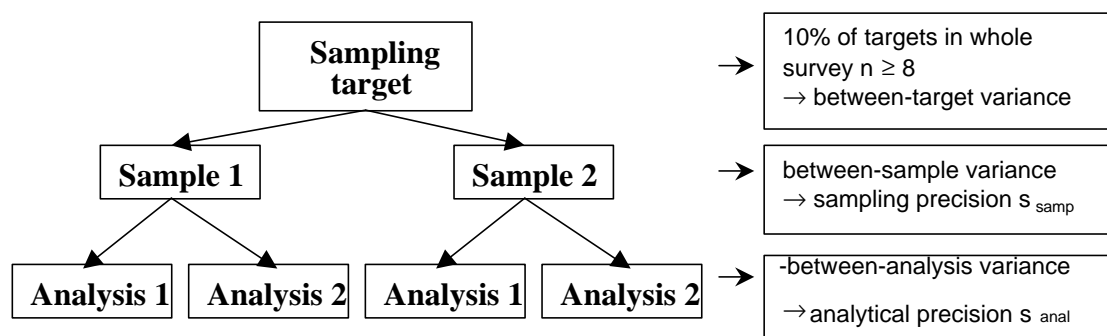 Sampling
target
10% of targets in whole
survey n ≥ 8
→ between-target variance
Sample 1
Sample 2
between-sample variance
→ sampling precision s samp
Analysis 1
Analysis 2
Analysis 1
Analysis 2
-between-analysis variance
→ analytical precision s anal